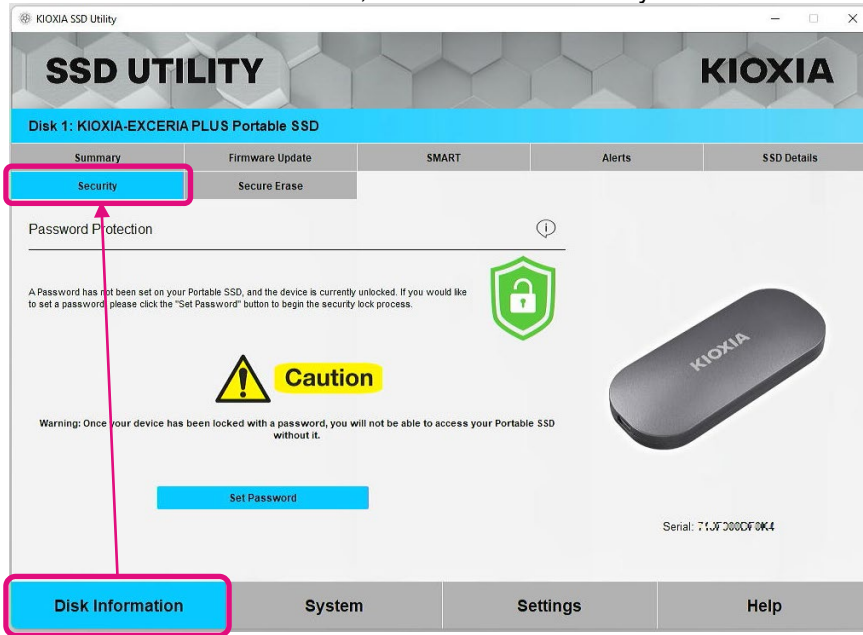 KIOXIA SSD Utility
SSD UTILITY
KIOXIA
Disk 1: KIOXIA-EXCERIA PLUS Portable SSD
Summary
Firmware Update
SMART
Alerts
SSD Details
Security
Secure Erase
Password Protection
A Password has not been set on your Portable SSD, and the device is currently unlocked. If you would like
to set a password, please click the "Set Password" button to begin the security lock process.
KIOXIA
Caution
Warning: Once your device has been locked with a password, you will not be able to access your Portable SSD
without it.
Set Password
Serial:
Disk Information
System
Settings
Help